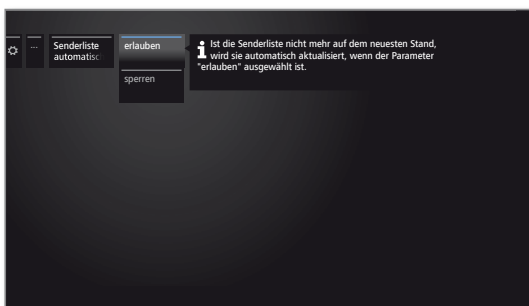 ...
Senderliste
automatisc
erlauben
sperren
i Ist die Senderliste nicht mehr auf dem neuesten Stand,
wird sie automatisch aktualisiert, wenn der Parameter
"erlauben" ausgewählt ist.